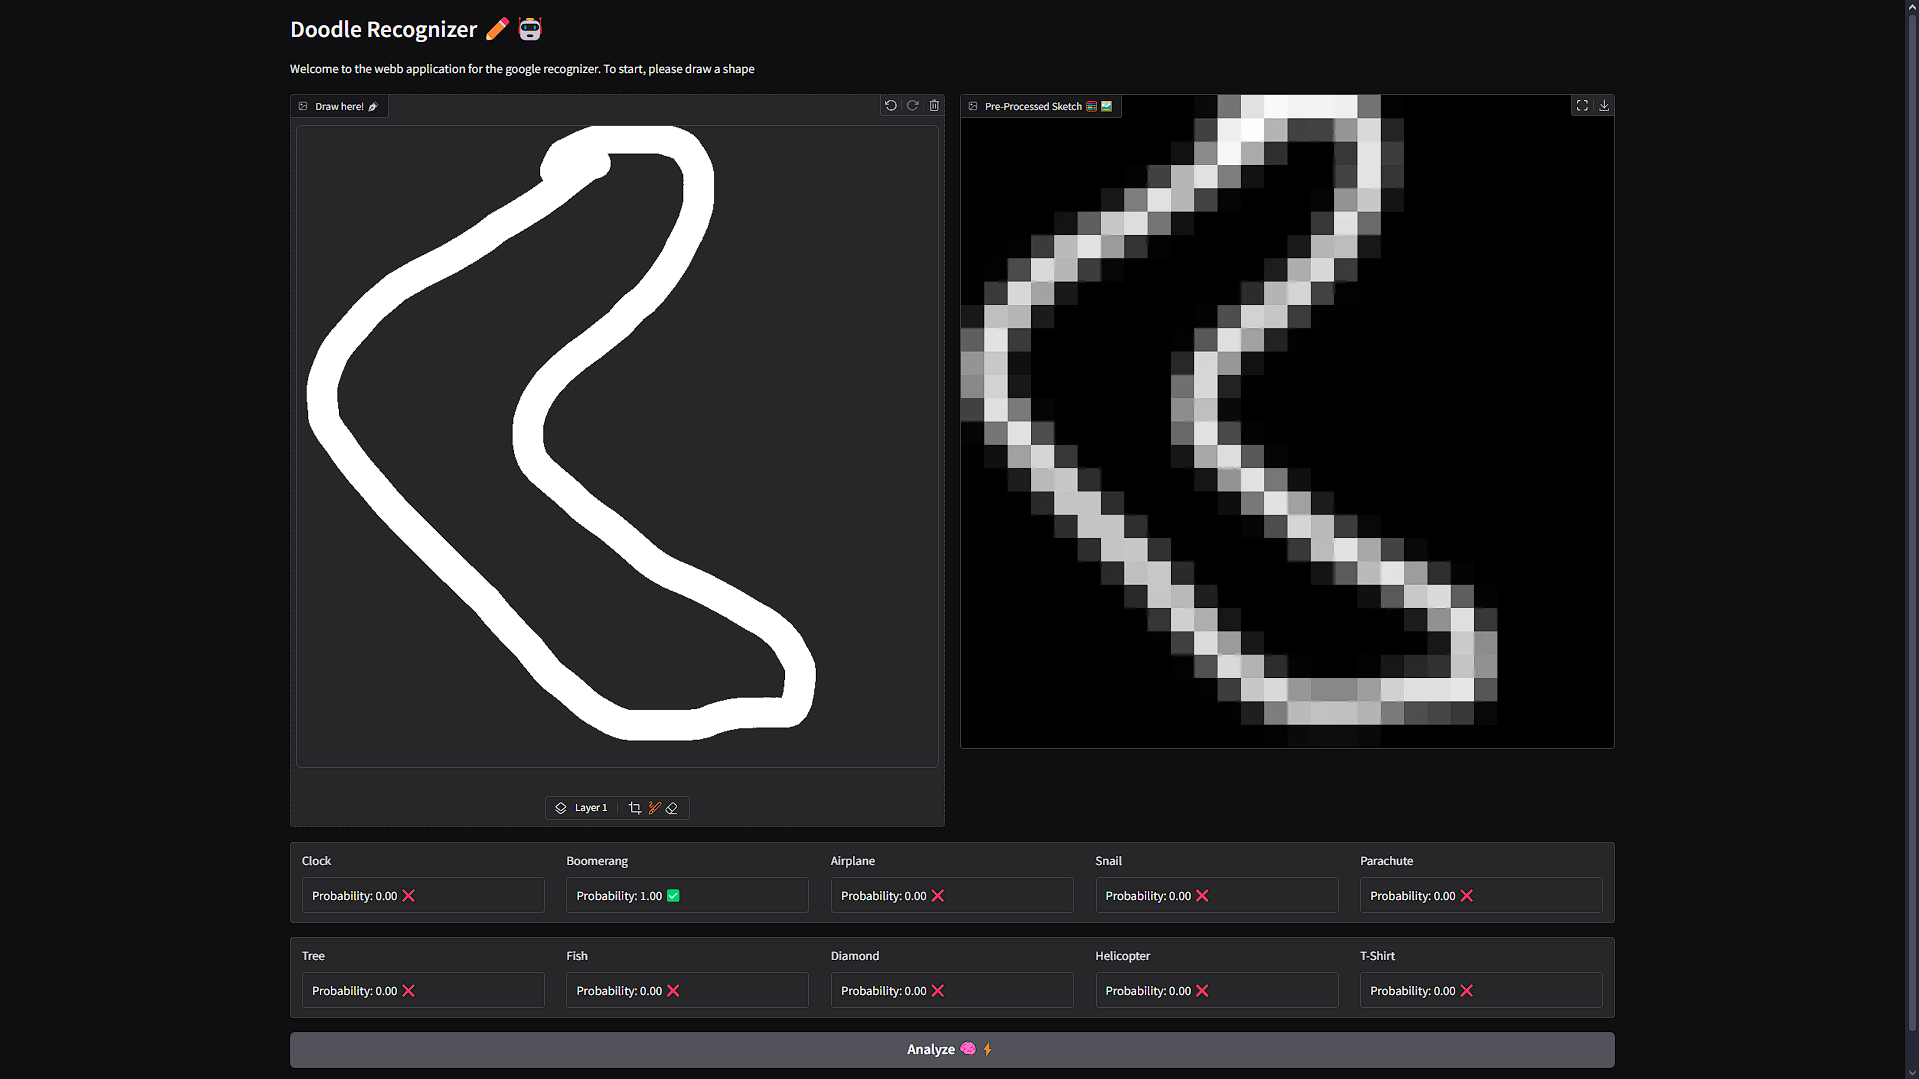 Doodle Recognizer ✏️ 🤖
Welcome to the webb application for the google recognizer. To start, please draw a shape
Draw here! 🖋️
Pre-Processed Sketch 🧮 🖼️
Layer 1
Clock Boomerang Airplane Snail Parachute
Probability: 0.00 ❌ Probability: 1.00 ✅ Probability: 0.00 ❌ Probability: 0.00 ❌ Probability: 0.00 ❌
Tree Fish Diamond Helicopter T-Shirt
Probability: 0.00 ❌ Probability: 0.00 ❌ Probability: 0.00 ❌ Probability: 0.00 ❌ Probability: 0.00 ❌
Analyze 🧠 ⚡